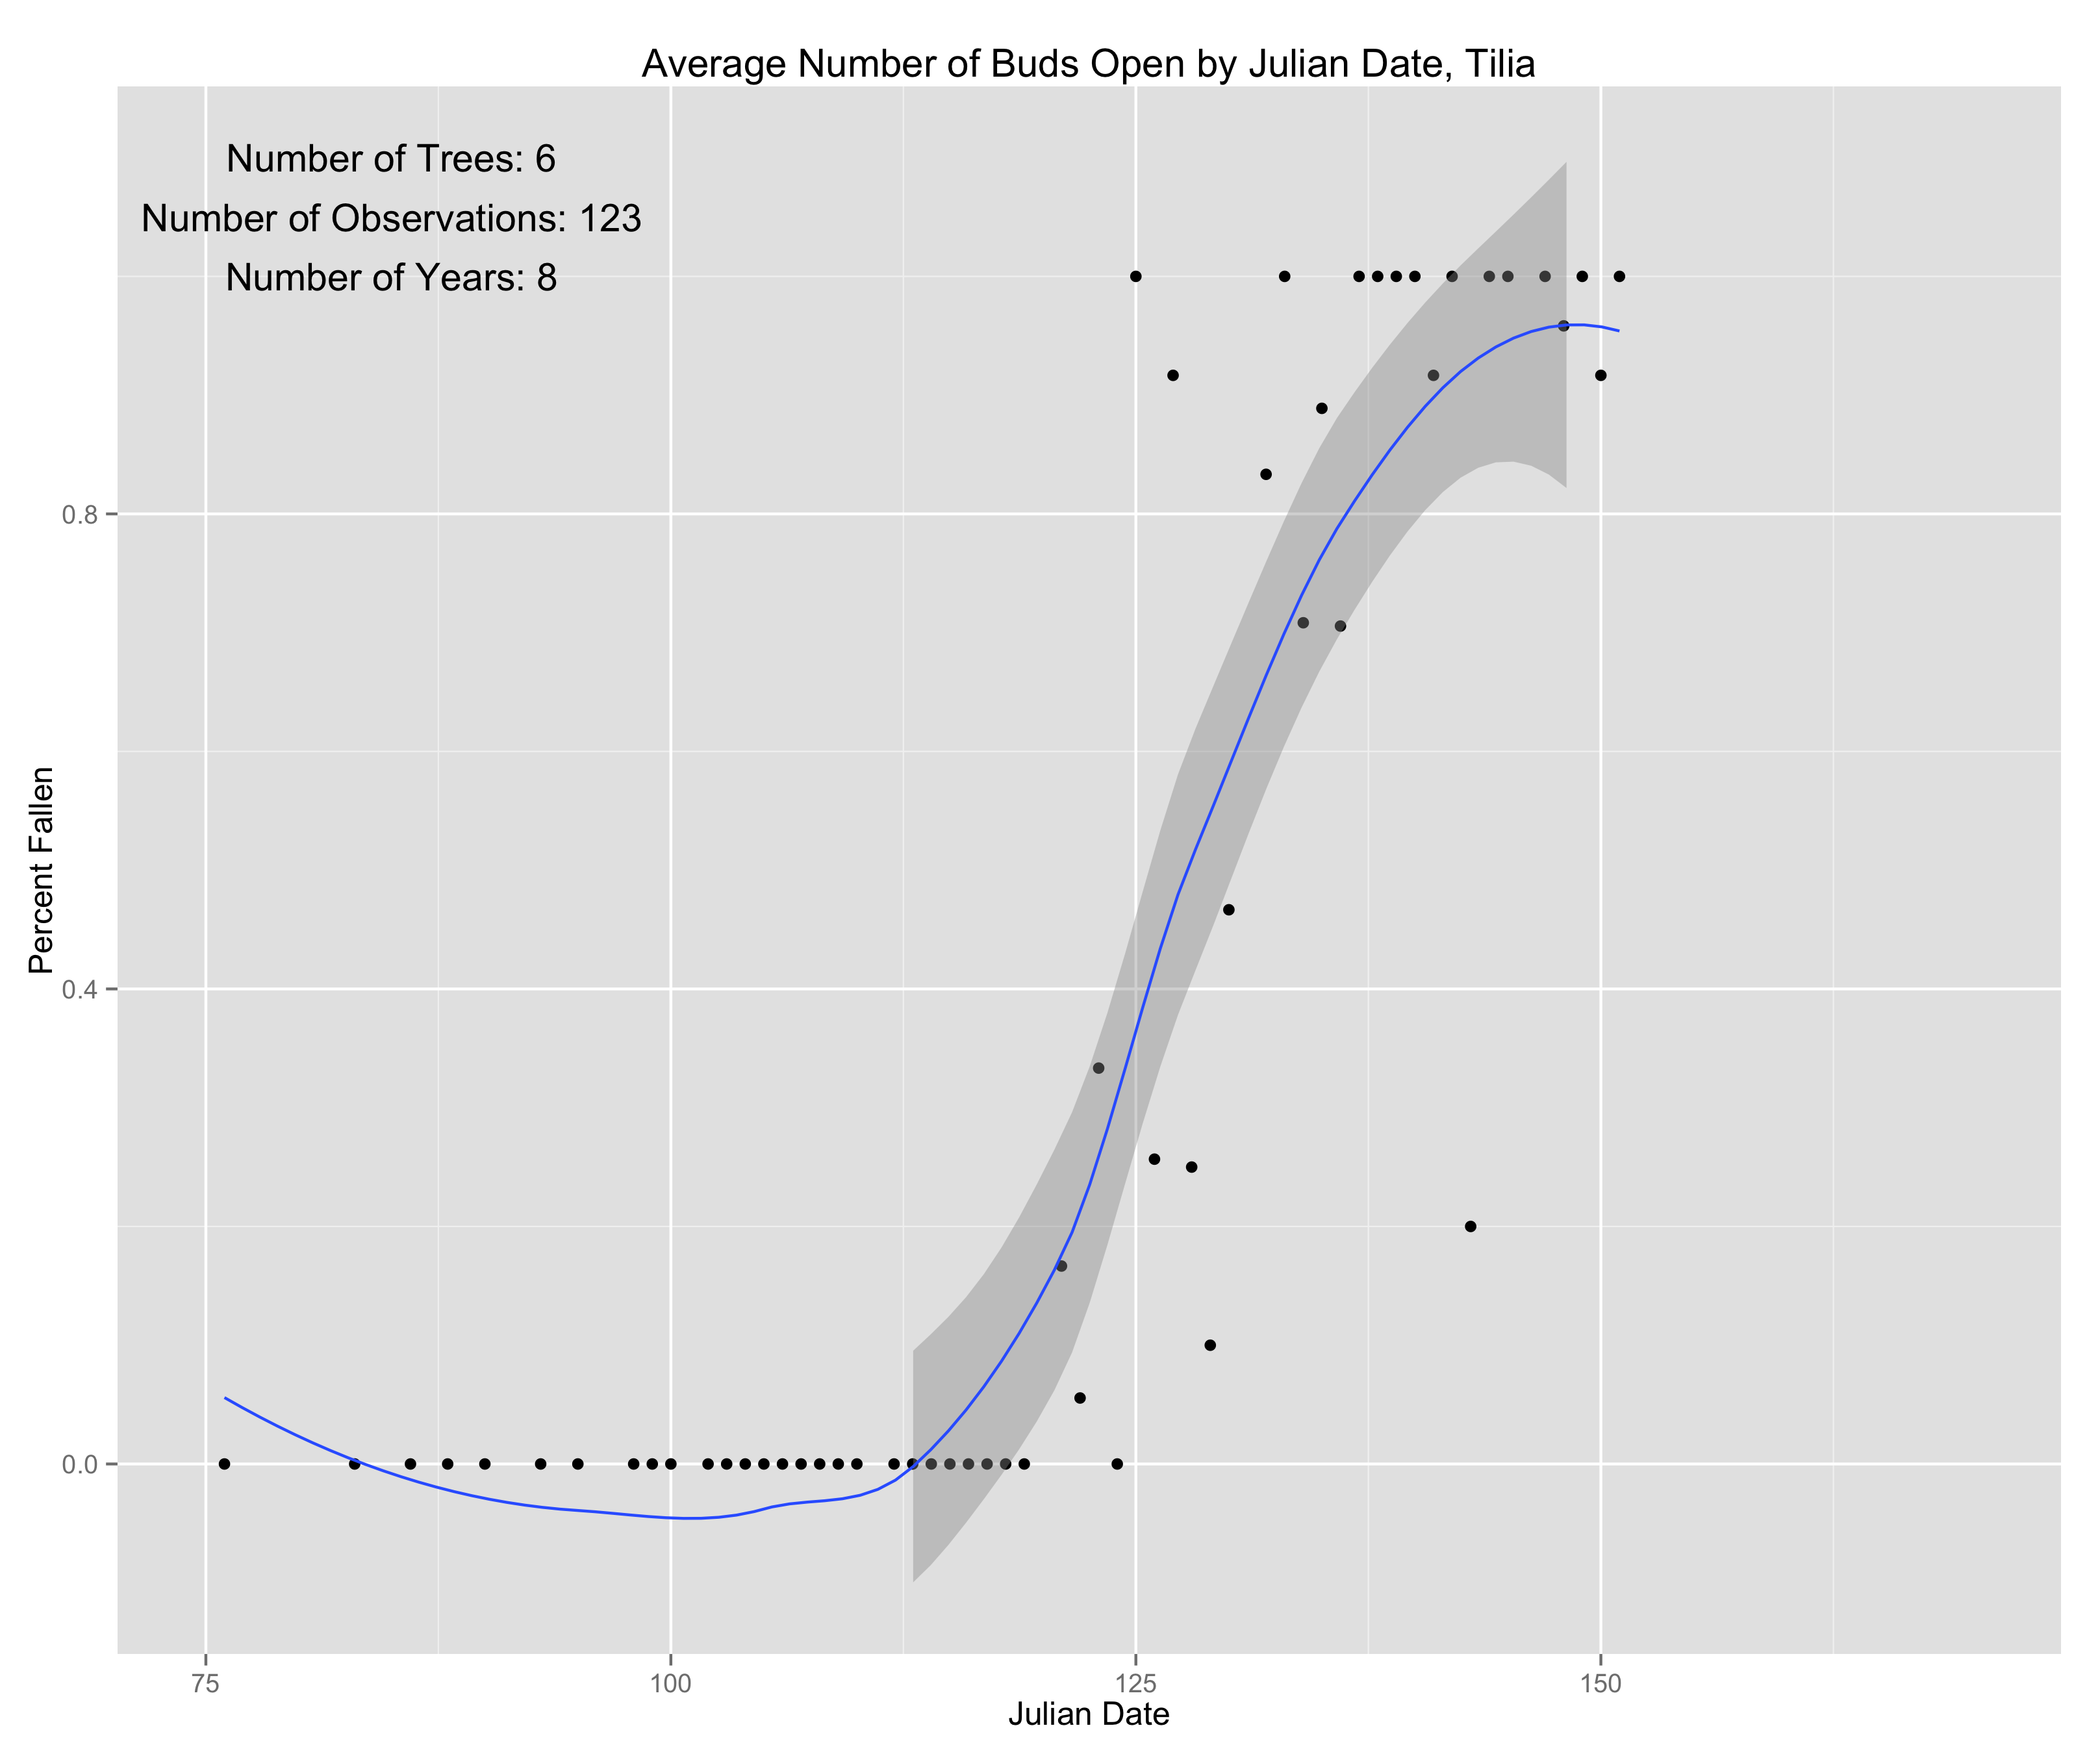 Average Number of Buds Open by Julian Date, Tilia
Number of Trees: 6
Number of Observations: 123
Number of Years: 8
0.8
0.4
0.0
Percent Fallen
75 100 125 150
Julian Date